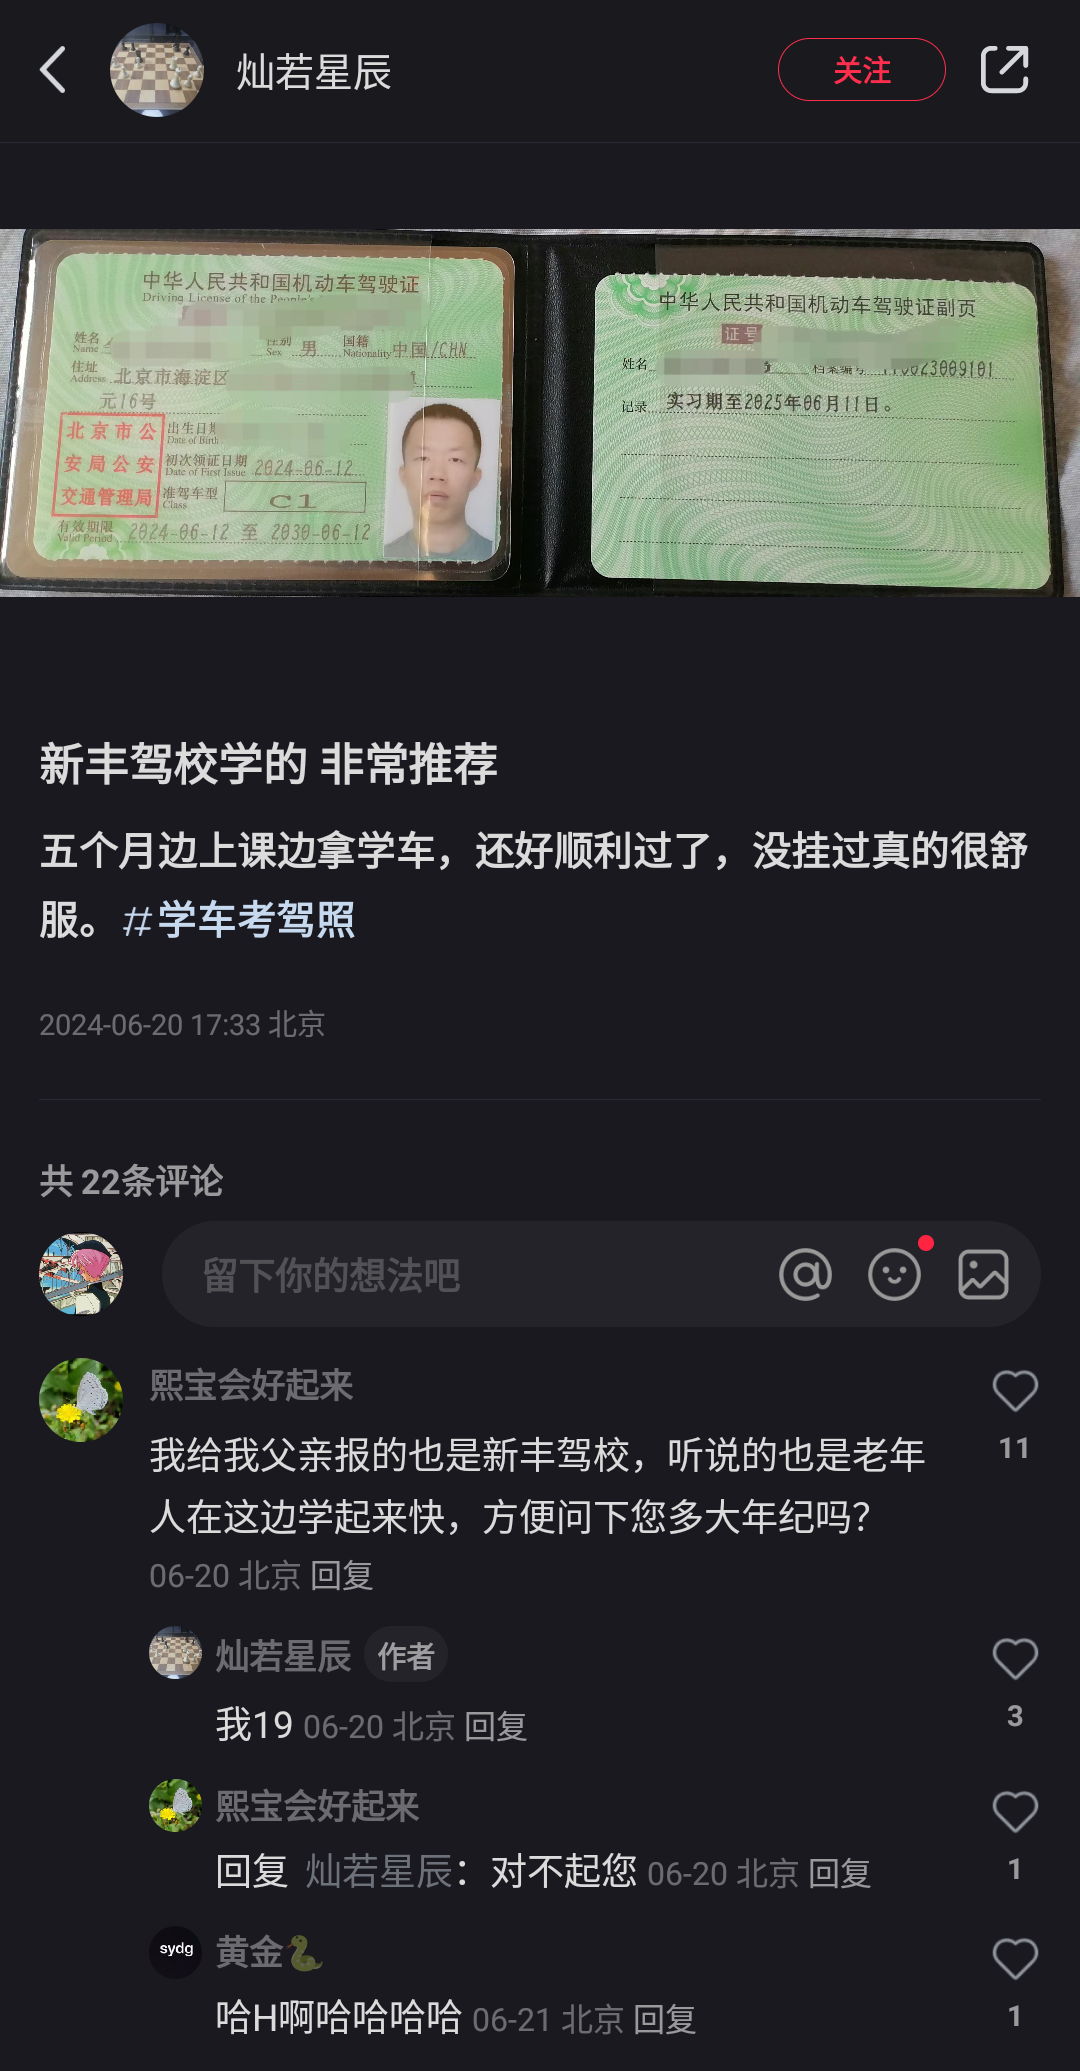 灿若星辰
关注
中华人民共和国机动车驾驶证
Driving License of the People's
姓名
Name
性别
Sex
男
国籍
Nationality
中国/CHN
住址
Address
北京市海淀区
元16号
北京市公
安局公安
交通管理局
出生日期
Date of Birth
初次领证日期
Date of First Issue
2024-06-12
准驾车型
Class
C1
有效期限
Valid Period
2024-06-12 至 2030-06-12
中华人民共和国机动车驾驶证副页
证号
姓名
档案编号
记录
实习期至2025年06月11日。
新丰驾校学的 非常推荐
五个月边上课边拿学车，还好顺利过了，没挂过真的很舒
服。#学车考驾照
2024-06-20 17:33 北京
共 22条评论
留下你的想法吧
熙宝会好起来
我给我父亲报的也是新丰驾校，听说的也是老年
人在这边学起来快，方便问下您多大年纪吗？
06-20 北京 回复
11
灿若星辰 作者
我19 06-20 北京 回复
3
熙宝会好起来
回复 灿若星辰：对不起您 06-20 北京 回复
1
sydg
黄金🐍
哈H啊哈哈哈哈 06-21 北京 回复
1